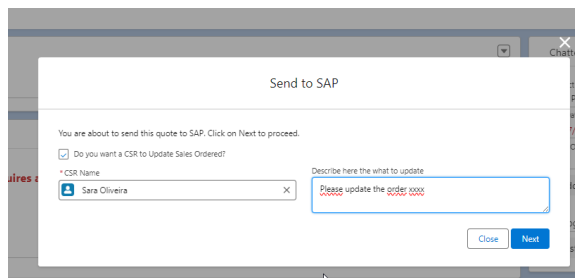 Chatt
Send to SAP
You are about to send this quote to SAP. Click on Next to proceed.
Do you want a CSR to Update Sales Ordered?
* CSR Name
Describe here the what to update
uires a
Sara Oliveira
Please update the order xxxx
Close
Next